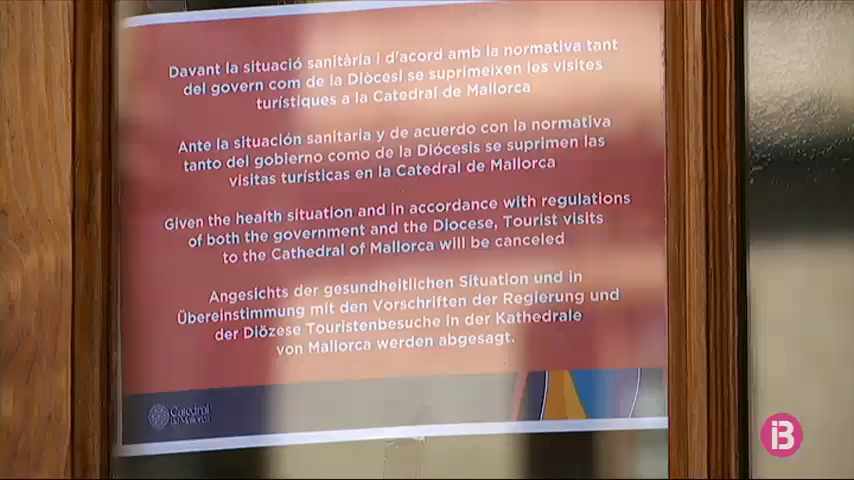 Davant la situació sanitària i d'acord amb la normativa tant
del govern com de la Diòcesi se suprimeixen les visites
turístiques a la Catedral de Mallorca
Ante la situación sanitaria y de acuerdo con la normativa
tanto del gobierno como de la Diócesis se suprimen las
visitas turísticas en la Catedral de Mallorca
Given the health situation and in accordance with regulations
of both the government and the Diocese, Tourist visits
to the Cathedral of Mallorca will be canceled
Angesichts der gesundheitlichen Situation und in
Übereinstimmung mit den Vorschriften der Regierung und
der Diözese Touristenbesuche in der Kathedrale
von Mallorca werden abgesagt.
Catedral
de Mallorca
IB